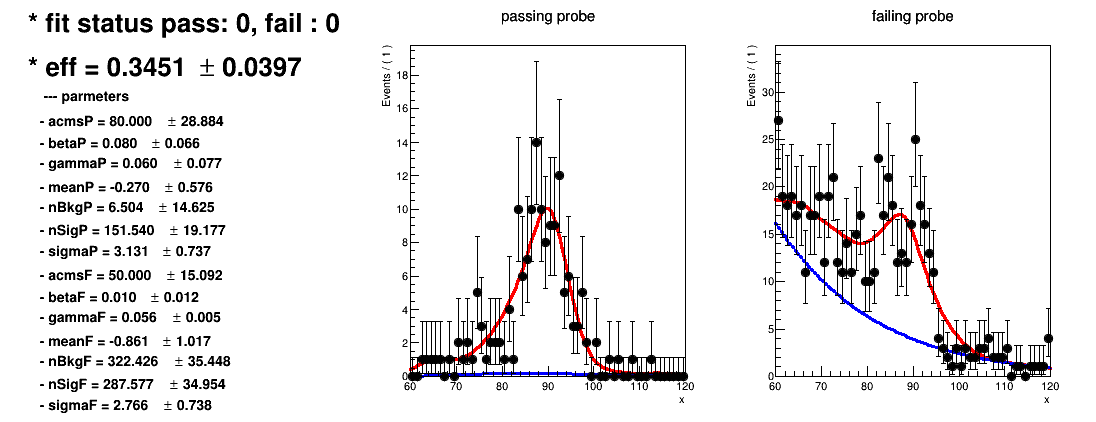 * fit status pass: 0, fail : 0
* eff = 0.3451 ± 0.0397
--- parmeters
- acmsP = 80.000 ± 28.884
- betaP = 0.080 ± 0.066
- gammaP = 0.060 ± 0.077
- meanP = -0.270 ± 0.576
- nBkgP = 6.504 ± 14.625
- nSigP = 151.540 ± 19.177
- sigmaP = 3.131 ± 0.737
- acmsF = 50.000 ± 15.092
- betaF = 0.010 ± 0.012
- gammaF = 0.056 ± 0.005
- meanF = -0.861 ± 1.017
- nBkgF = 322.426 ± 35.448
- nSigF = 287.577 ± 34.954
- sigmaF = 2.766 ± 0.738
passing probe
Events / ( 1 )
18
16
14
12
10
8
6
4
2
0
60 70 80 90 100 110 120
x
failing probe
Events / ( 1 )
30
25
20
15
10
5
0
60 70 80 90 100 110 120
x